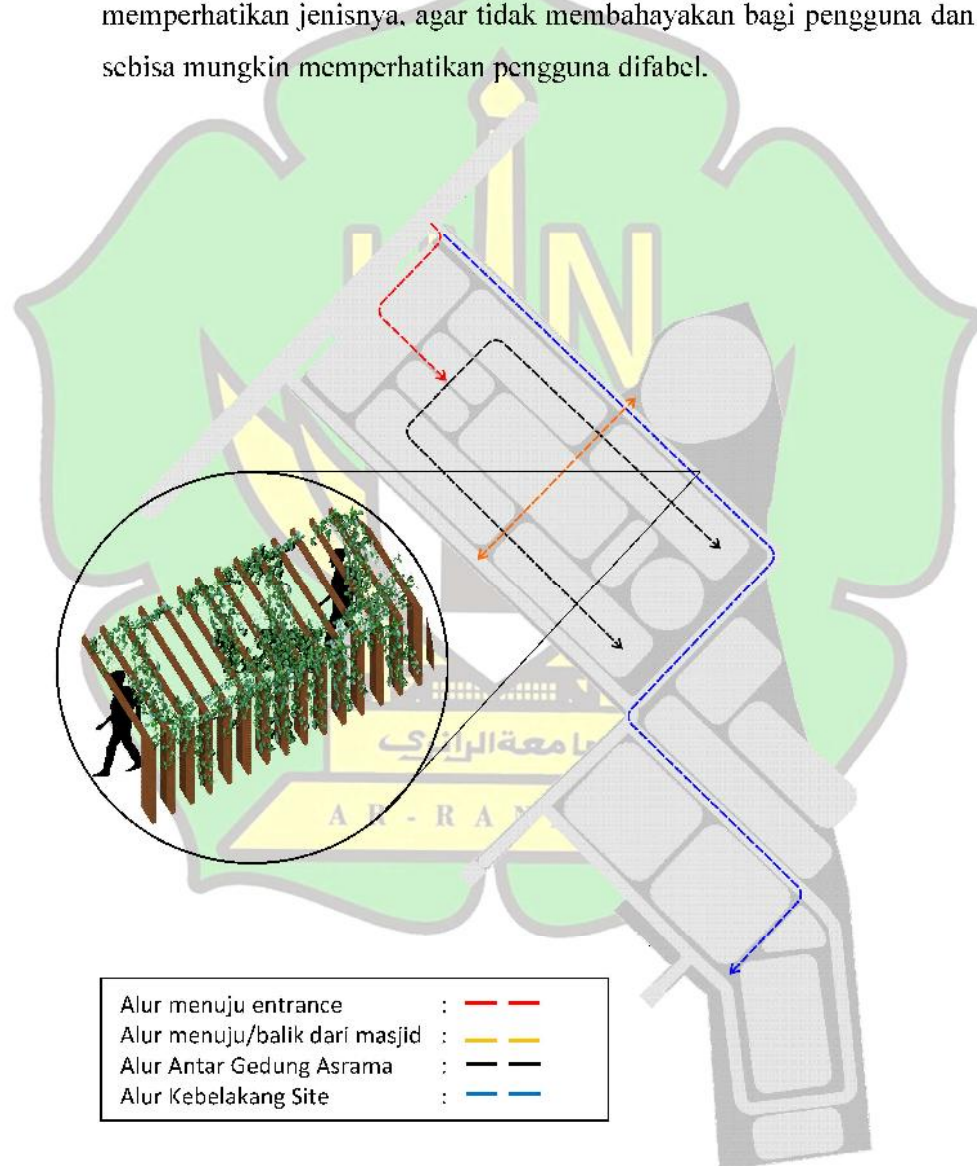 memperhatikan jenisnya, agar tidak membahayakan bagi pengguna dan
sebisa mungkin memperhatikan pengguna difabel.
N
جامعةالرانري
A R - R A N
Alur menuju entrance :
Alur menuju/balik dari masjid :
Alur Antar Gedung Asrama :
Alur Kebelakang Site :